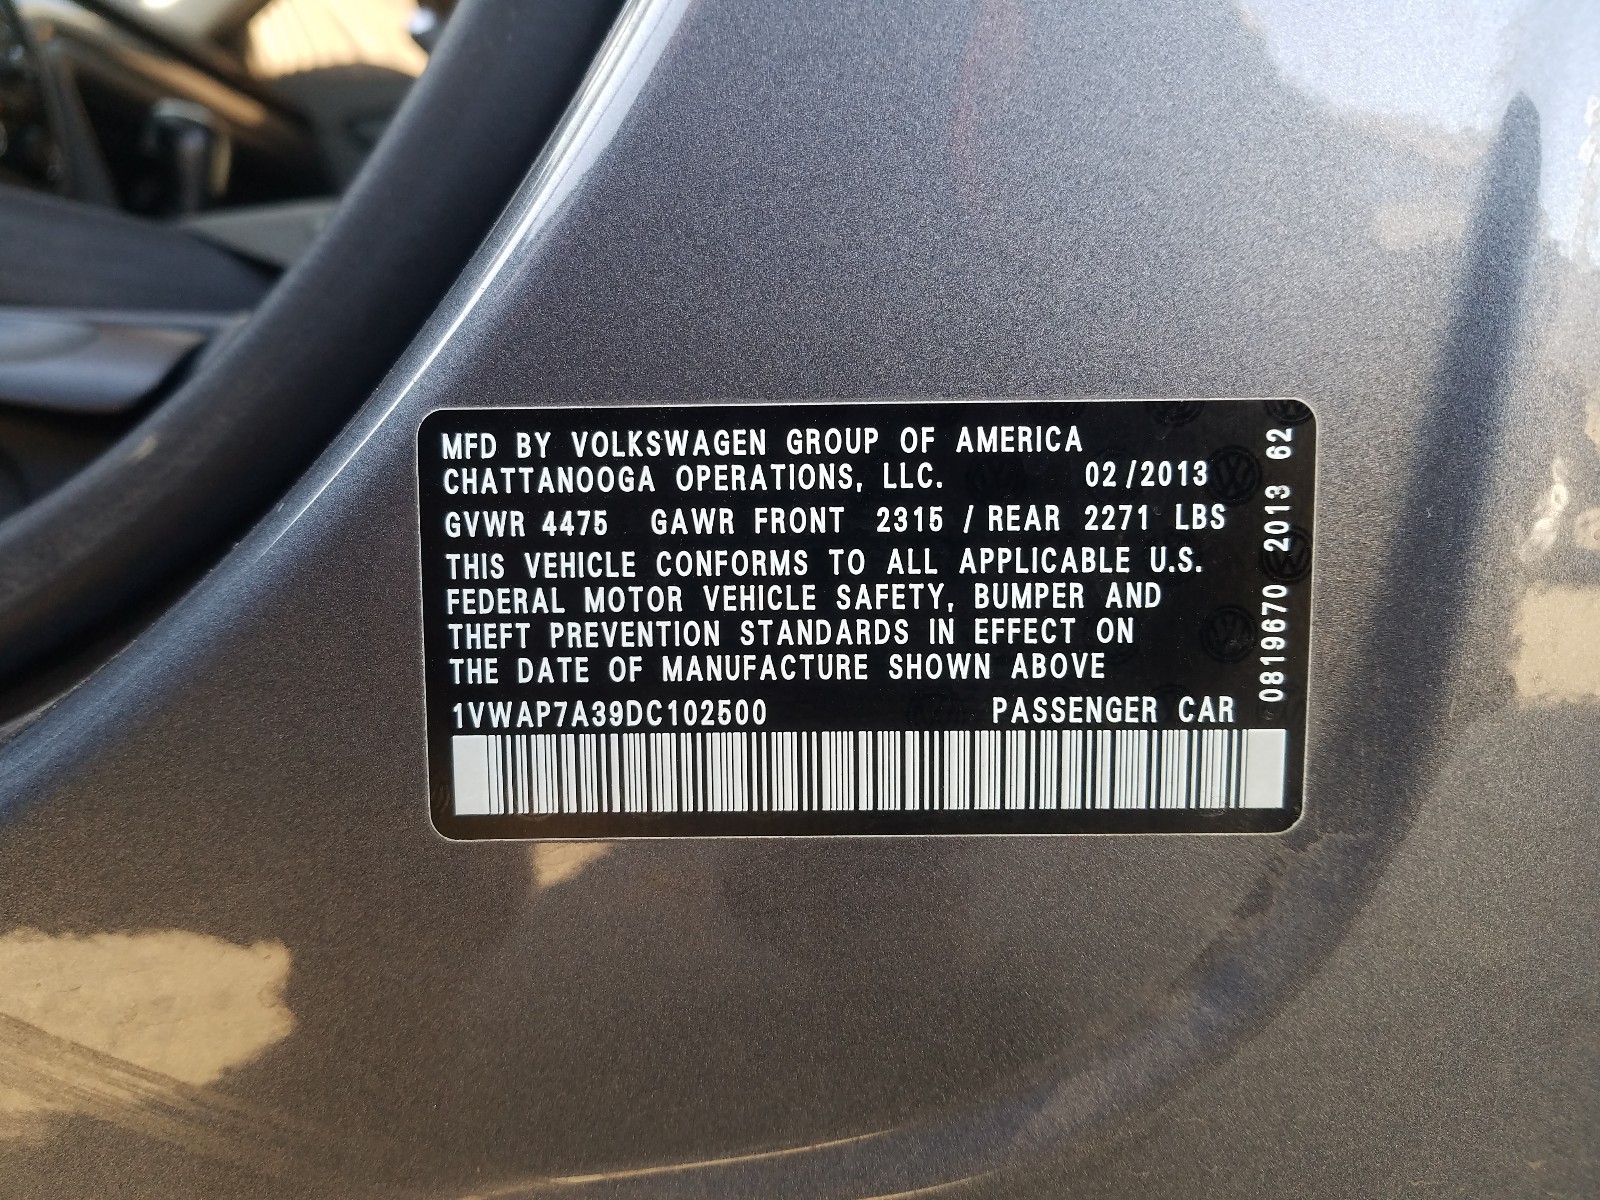 MFD BY VOLKSWAGEN GROUP OF AMERICA
CHATTANOOGA OPERATIONS, LLC. 02/2013
GVWR 4475 GAWR FRONT 2315 / REAR 2271 LBS
THIS VEHICLE CONFORMS TO ALL APPLICABLE U.S.
FEDERAL MOTOR VEHICLE SAFETY, BUMPER AND
THEFT PREVENTION STANDARDS IN EFFECT ON
THE DATE OF MANUFACTURE SHOWN ABOVE
1VWAP7A39DC102500 PASSENGER CAR
0819670 2013 62